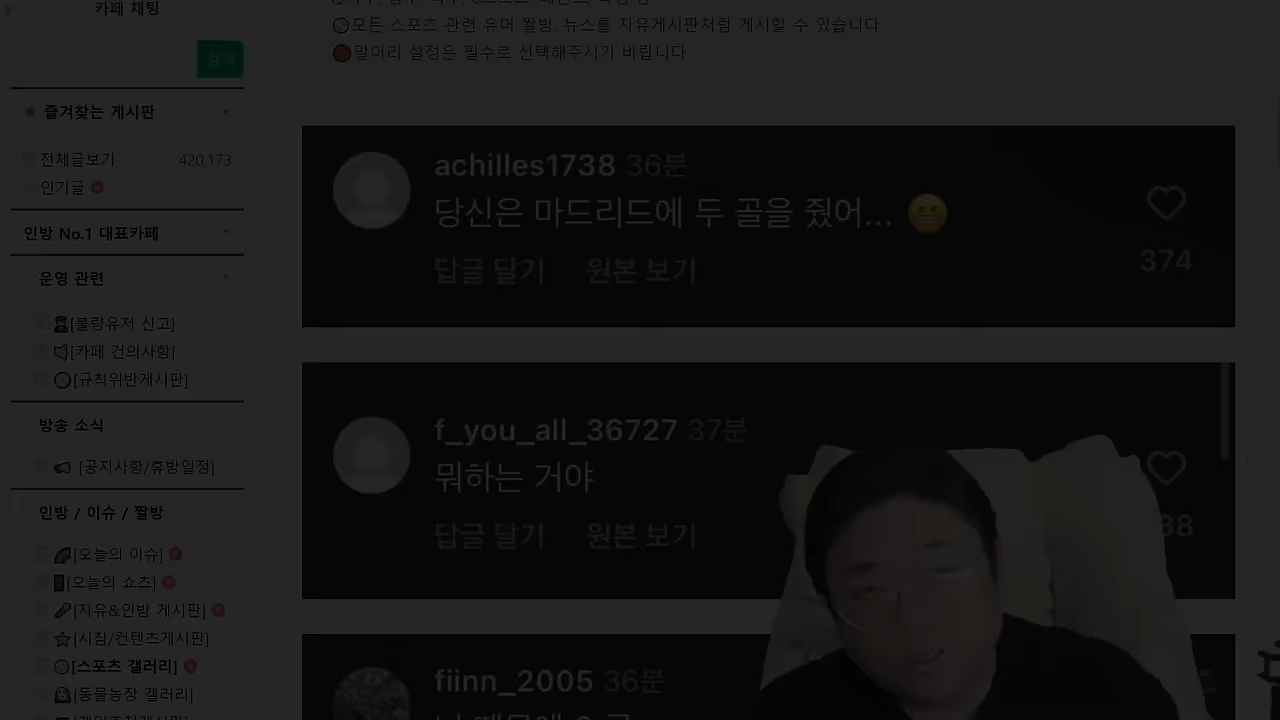 카페 채팅
검색
모든 스포츠 관련 유머 짤방, 뉴스를 자유게시판처럼 게시할 수 있습니다
말머리 설정은 필수로 선택해주시기 바립니다
즐겨찾는 게시판
전체글보기 420,173
인기글
인방 No.1 대표카페
운영 관련
[불량유저 신고]
[카페 건의사항]
[규칙위반게시판]
방송 소식
[공지사항/휴방일정]
인방 / 이슈 / 짤방
[오늘의 이슈]
[오늘의 쇼츠]
[자유&인방 게시판]
[시참/컨텐츠게시판]
[스포츠 갤러리]
[동물농장 갤러리]
achilles1738 36분
당신은 마드리드에 두 골을 줬어... 😬
답글 달기 원본 보기
374
f_you_all_36727 37분
뭐하는 거야
답글 달기 원본 보기
fiinn_2005 36분